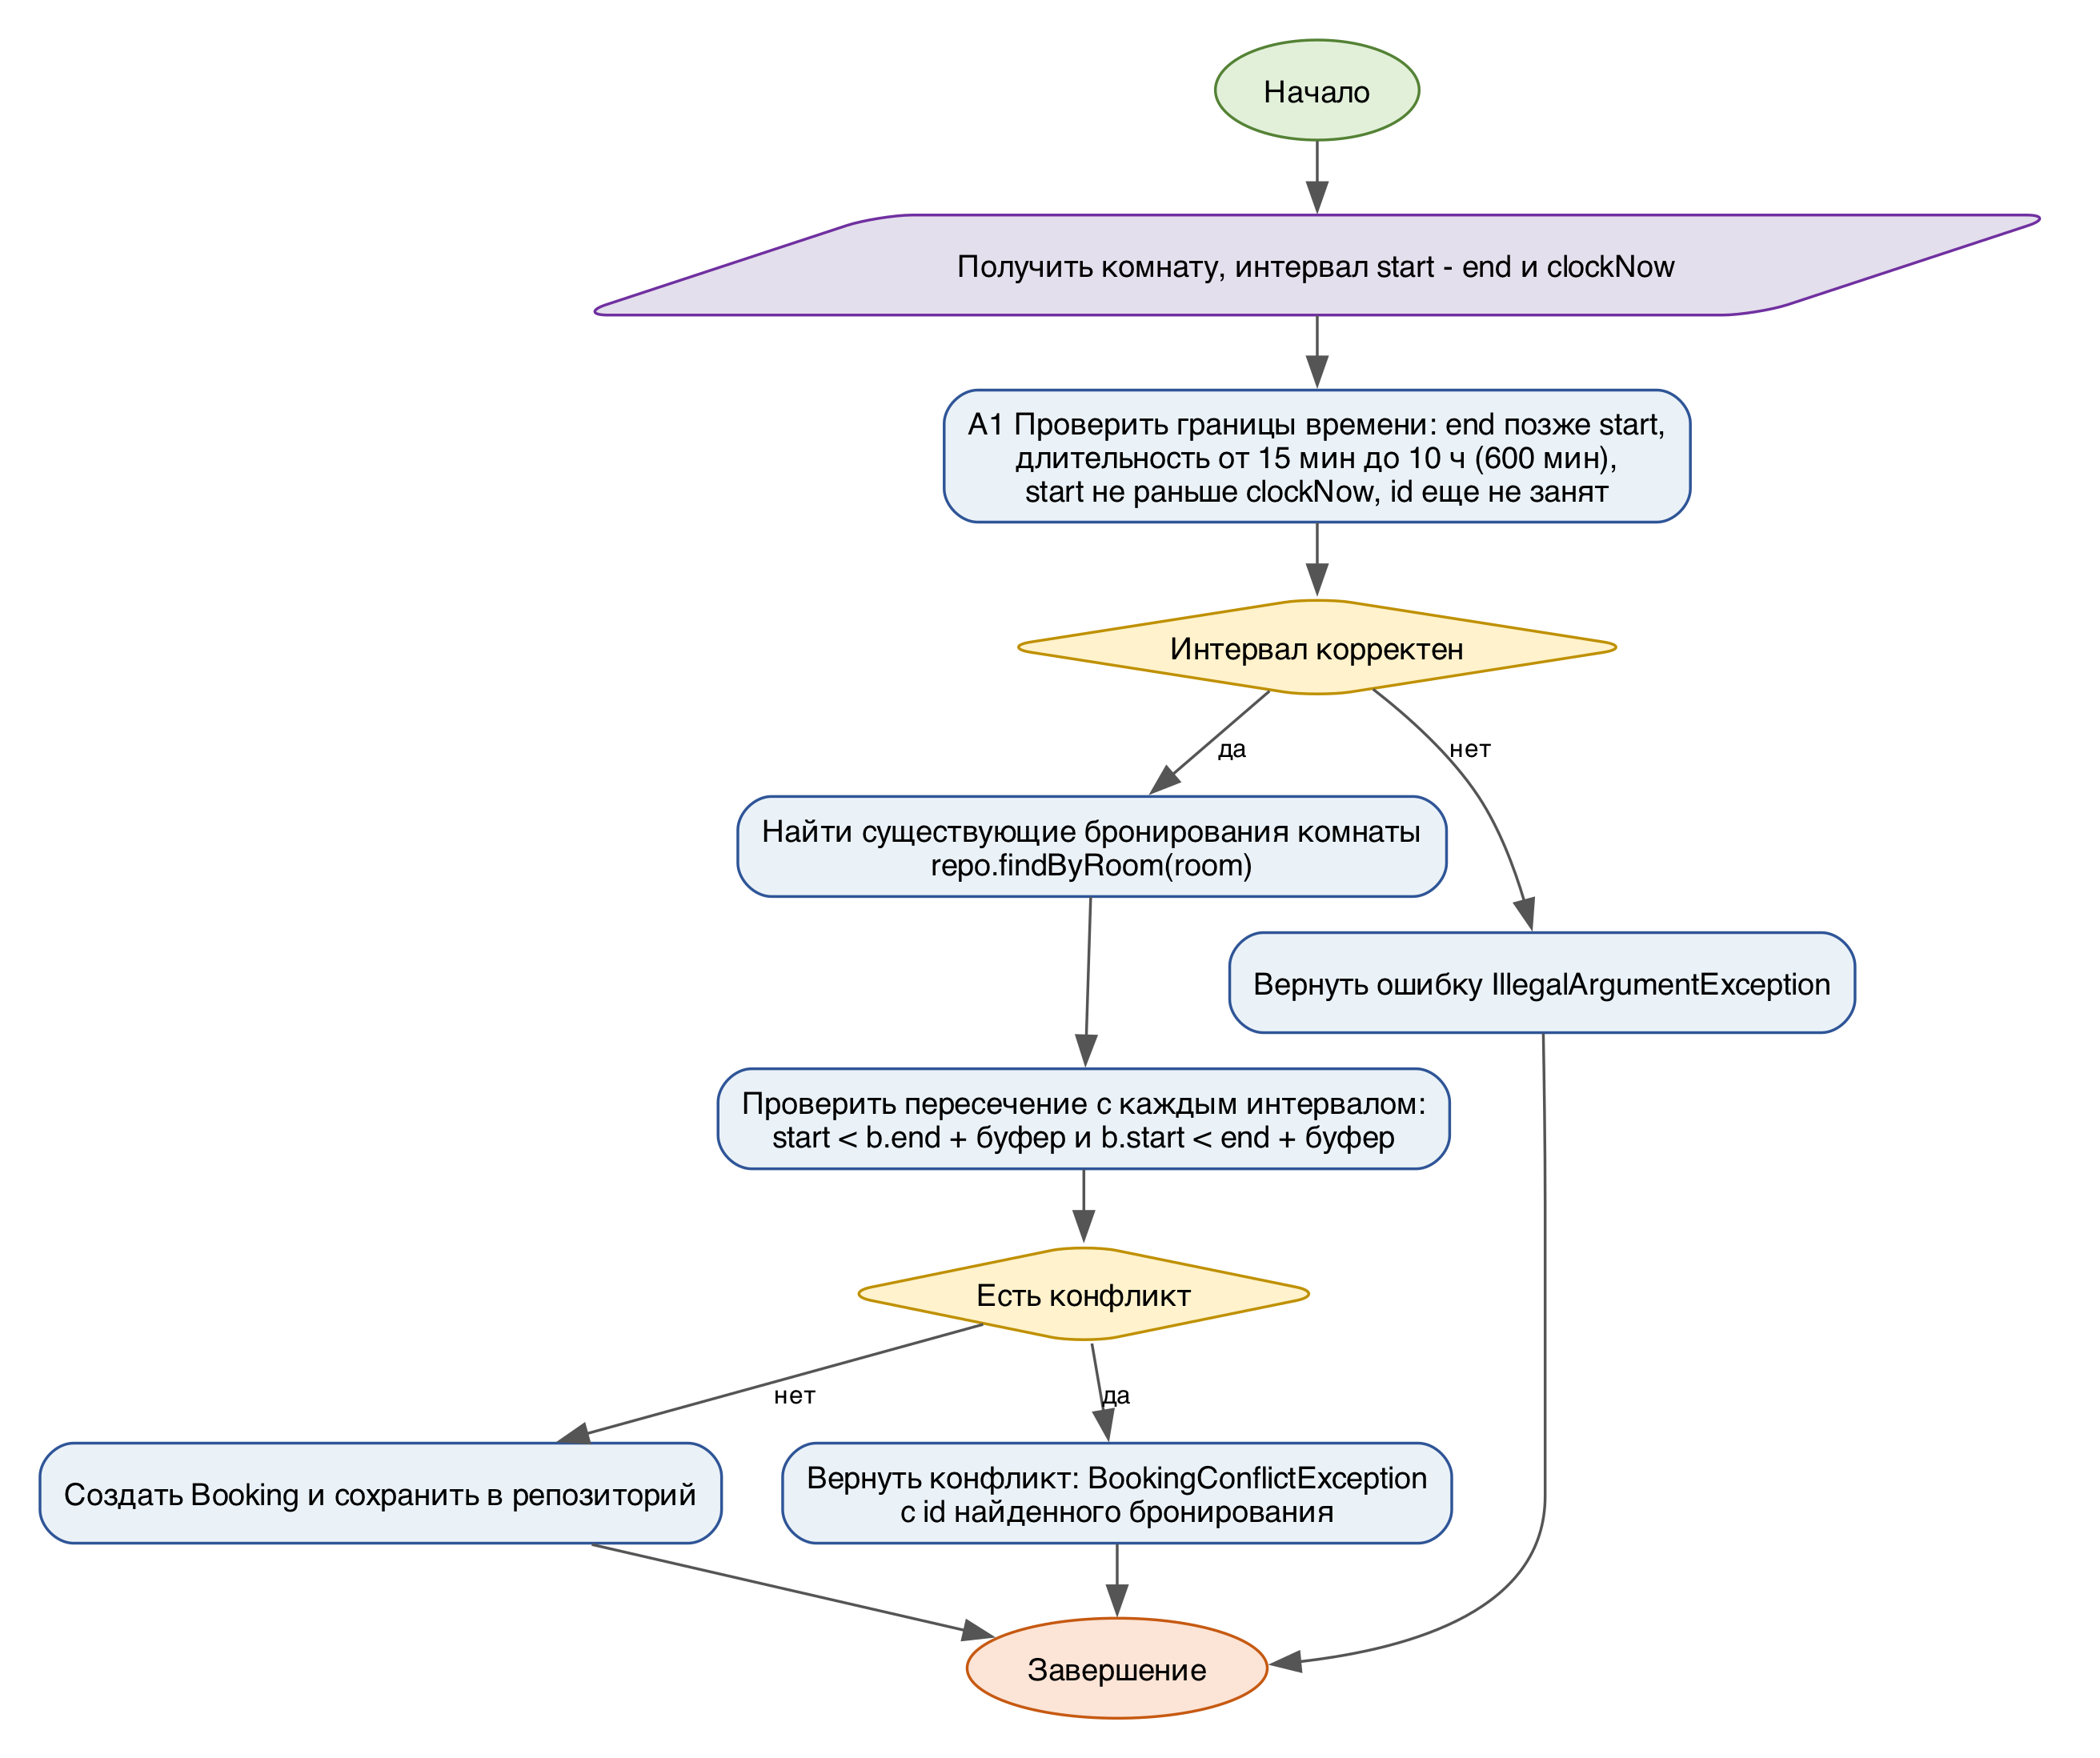 Начало
Получить комнату, интервал start - end и clockNow
A1 Проверить границы времени: end позже start,
длительность от 15 мин до 10 ч (600 мин),
start не раньше clockNow, id еще не занят
Интервал корректен
да
нет
Найти существующие бронирования комнаты
repo.findByRoom(room)
Вернуть ошибку IllegalArgumentException
Проверить пересечение с каждым интервалом:
start < b.end + буфер и b.start < end + буфер
Есть конфликт
нет
да
Создать Booking и сохранить в репозиторий
Вернуть конфликт: BookingConflictException
с id найденного бронирования
Завершение